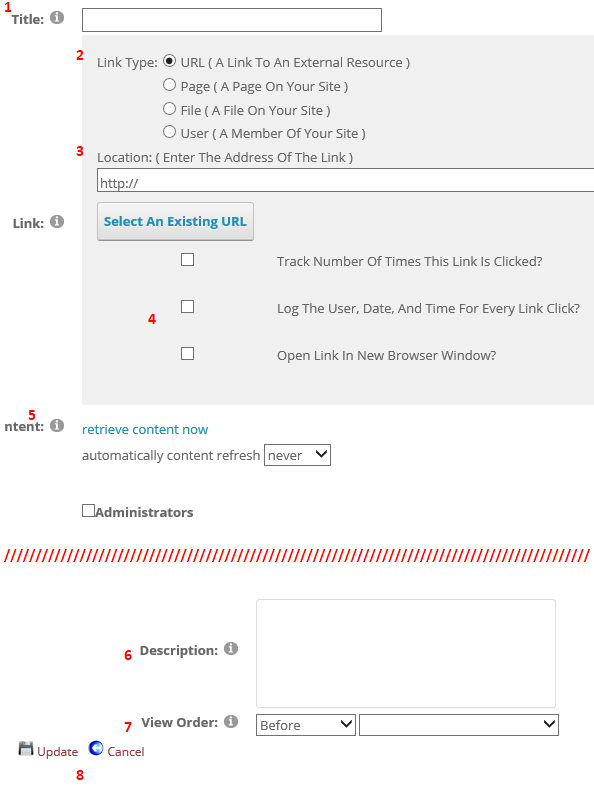 1
Title:
2
Link Type: URL ( A Link To An External Resource )
Page ( A Page On Your Site )
File ( A File On Your Site )
User ( A Member Of Your Site )
3
Location: ( Enter The Address Of The Link )
http://
Link: Select An Existing URL
Track Number Of Times This Link Is Clicked?
4
Log The User, Date, And Time For Every Link Click?
Open Link In New Browser Window?
5
ntent: retrieve content now
automatically content refresh never
Administrators
//////////////////////////////////////////////////////////////////////////////////////////
6 Description:
7 View Order: Before
Update Cancel
8